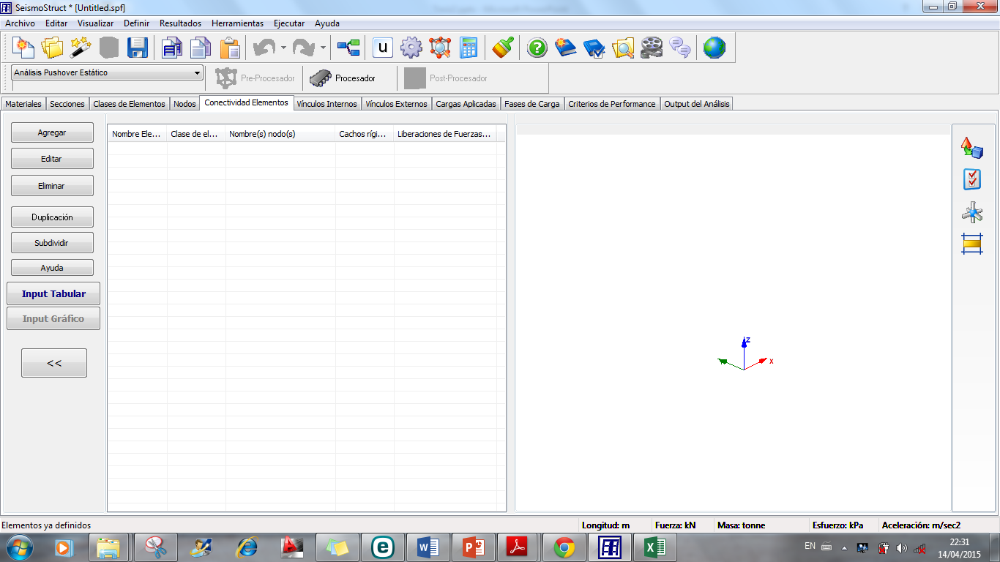 SeismoStruct * [Untitled.spf]
Archivo Editar Visualizar Definir Resultados Herramientas Ejecutar Ayuda
u
Análisis Pushover Estático Pre-Procesador Procesador Post-Procesador
Materiales Secciones Clases de Elementos Nodos Conectividad Elementos Vínculos Internos Vínculos Externos Cargas Aplicadas Fases de Carga Criterios de Performance Output del Análisis
Agregar
Editar
Eliminar
Duplicación
Subdividir
Ayuda
Input Tabular
Input Gráfico
<<
Nombre Ele... Clase de el... Nombre(s) nodo(s) Cachos rígi... Liberaciones de Fuerzas...
z
x
Elementos ya definidos Longitud: m Fuerza: kN Masa: tonne Esfuerzo: kPa Aceleración: m/sec2
EN
22:31
14/04/2015